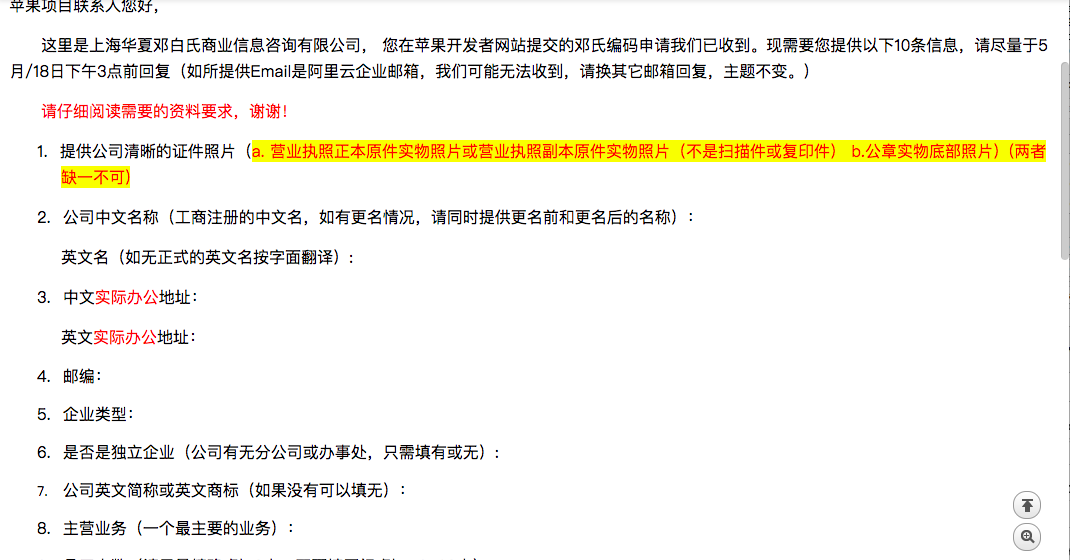 苹果项目联系人您好，
这里是上海华夏邓白氏商业信息咨询有限公司， 您在苹果开发者网站提交的邓氏编码申请我们已收到。现需要您提供以下10条信息，请尽量于5
月/18日下午3点前回复（如所提供Email是阿里云企业邮箱，我们可能无法收到，请换其它邮箱回复，主题不变。）
请仔细阅读需要的资料要求，谢谢！
1. 提供公司清晰的证件照片（a. 营业执照正本原件实物照片或营业执照副本原件实物照片（不是扫描件或复印件） b.公章实物底部照片）（两者
缺一不可）
2. 公司中文名称（工商注册的中文名，如有更名情况，请同时提供更名前和更名后的名称）：
英文名（如无正式的英文名按字面翻译）：
3. 中文实际办公地址：
英文实际办公地址：
4. 邮编：
5. 企业类型：
6. 是否是独立企业（公司有无分公司或办事处，只需填有或无）：
7. 公司英文简称或英文商标（如果没有可以填无）：
8. 主营业务（一个最主要的业务）：